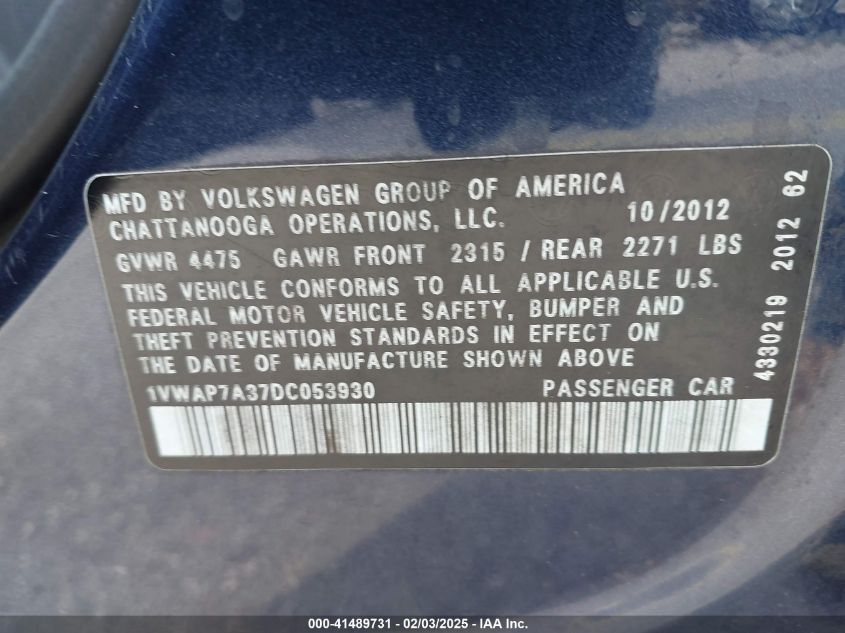 MFD BY VOLKSWAGEN GROUP OF AMERICA
CHATTANOOGA OPERATIONS, LLC. 10/2012
GVWR 4475 GAWR FRONT 2315 / REAR 2271 LBS
THIS VEHICLE CONFORMS TO ALL APPLICABLE U.S.
FEDERAL MOTOR VEHICLE SAFETY, BUMPER AND
THEFT PREVENTION STANDARDS IN EFFECT ON
THE DATE OF MANUFACTURE SHOWN ABOVE
1VWAP7A37DC053930 PASSENGER CAR
4330219 2012 62
000-41489731 - 02/03/2025 - IAA Inc.